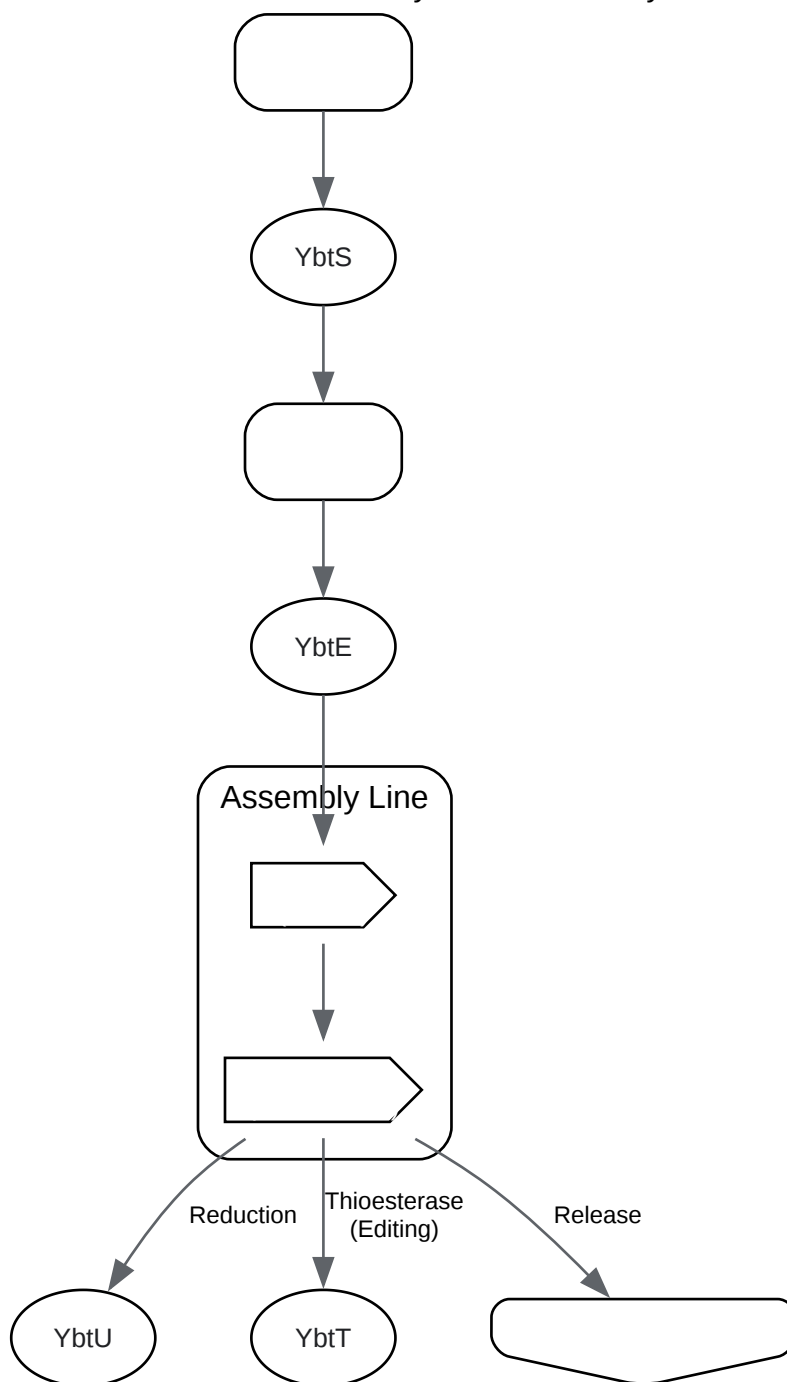 YbtS
YbtE
Assembly Line
Reduction
Thioesterase
(Editing)
Release
YbtU
YbtT